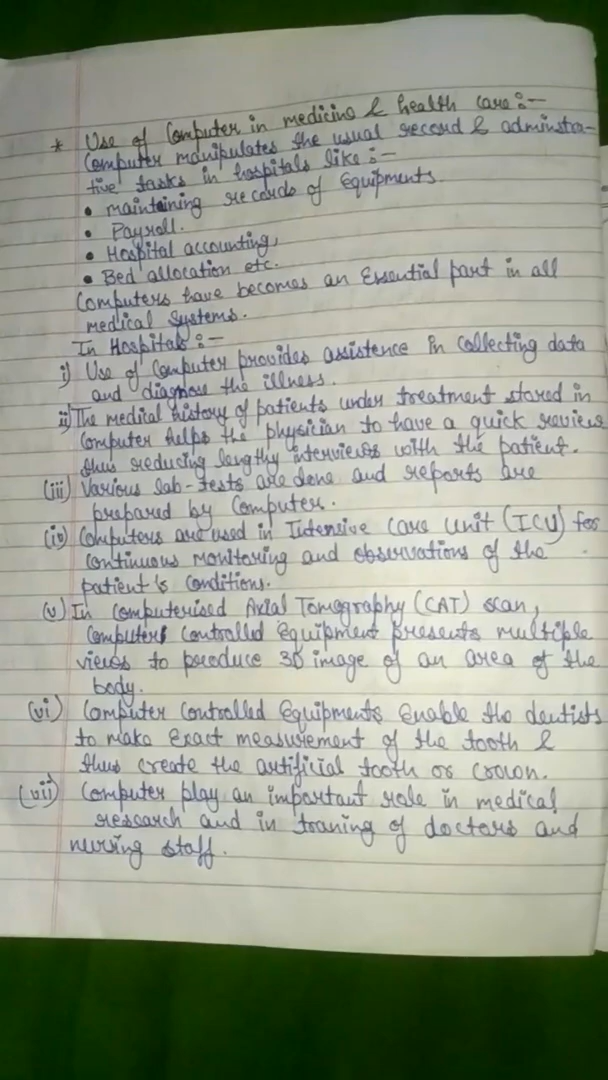 * Use of Computer in medicine & health care:-
Computer manipulates the usual record & adminstra-
tive tasks in hospitals like:-
• maintaining records of Equipments.
• Payroll.
• Hospital accounting,
• Bed allocation etc.
Computers have becomes an Essential part in all
medical systems.
In Hospitals:-
i) Use of Computer provides assistence in collecting data
and diagnose the illness.
ii) The medical history of patients under treatment stored in
Computer helps the physician to have a quick review
thus reducing lengthy interviews with the patient.
(iii) Various lab-tests are done and reports are
prepared by Computer.
(iv) Computers are used in Intensive Care Unit (ICU) for
Continuous Monitoring and observations of the
patient's conditions.
(v) In Computerised Axial Tomography (CAT) scan,
Computers Controlled Equipment presents multiple
views to produce 3D image of an area of the
body.
(vi) Computer Controlled Equipments Enable the dentists
to make Exact measurement of the tooth &
thus create the artificial tooth or crown.
(vii) Computer play an important role in medical
research and in traning of doctors and
nursing staff.